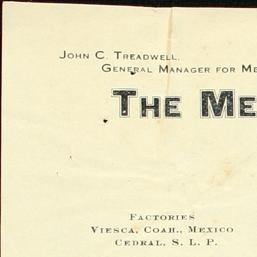 John C. Treadwell.
General Manager for Me
The Me
Factories
Viesca, Coah., Mexico
Cedral, S. L. P.